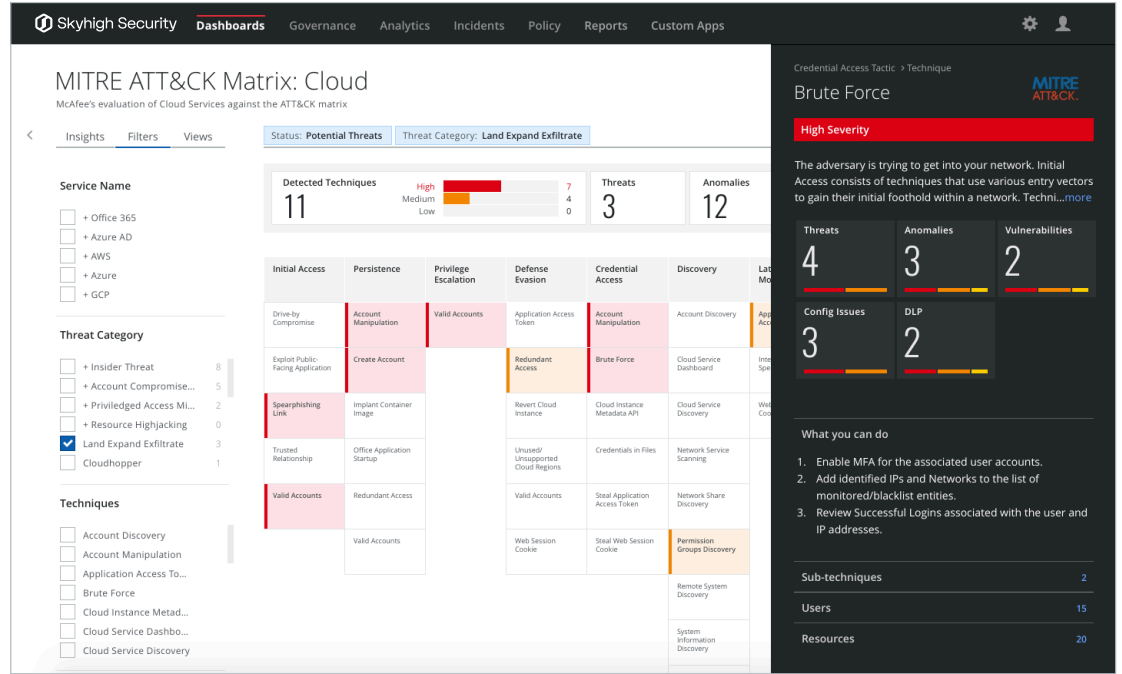 Skyhigh Security
Dashboards
Governance
Analytics
Incidents
Policy
Reports
Custom Apps
MITRE ATT&CK Matrix: Cloud
McAfee's evaluation of Cloud Services against the ATT&CK matrix
Insights
Filters
Views
Service Name
+ Office 365
+ Azure AD
+ AWS
+ Azure
+ GCP
Threat Category
+ Insider Threat 8
+ Account Compromise... 5
+ Priviledged Access Mi... 2
+ Resource Highjacking 0
Land Expand Exfiltrate 3
Cloudhopper 1
Techniques
Account Discovery
Account Manipulation
Application Access To...
Brute Force
Cloud Instance Metad...
Cloud Service Dashbo...
Cloud Service Discovery
Status: Potential Threats
Threat Category: Land Expand Exfiltrate
Detected Techniques
11
High 7
Medium 4
Low 0
Threats
3
Anomalies
12
Initial Access
Drive-by
Compromise
Exploit Public-
Facing Application
Spearphishing
Link
Trusted
Relationship
Valid Accounts
Persistence
Account
Manipulation
Create Account
Implant Container
Image
Office Application
Startup
Redundant Access
Valid Accounts
Privilege
Escalation
Valid Accounts
Defense
Evasion
Application Access
Token
Redundant
Access
Revert Cloud
Instance
Unused/
Unsupported
Cloud Regions
Valid Accounts
Web Session
Cookie
Credential
Access
Account
Manipulation
Brute Force
Cloud Instance
Metadata API
Credentials in Files
Steal Application
Access Token
Steal Web Session
Cookie
Discovery
Account Discovery
Cloud Service
Dashboard
Cloud Service
Discovery
Network Service
Scanning
Network Share
Discovery
Permission
Groups Discovery
Remote System
Discovery
System
Information
Discovery
Lat
Mo
App
Acc
Inte
Spe
Web
Coo
Credential Access Tactic > Technique
Brute Force
MITRE
ATT&CK.
High Severity
The adversary is trying to get into your network. Initial
Access consists of techniques that use various entry vectors
to gain their initial foothold within a network. Techni...more
Threats
4
Anomalies
3
Vulnerabilities
2
Config Issues
3
DLP
2
What you can do
1. Enable MFA for the associated user accounts.
2. Add identified IPs and Networks to the list of
monitored/blacklist entities.
3. Review Successful Logins associated with the user and
IP addresses.
Sub-techniques 2
Users 15
Resources 20